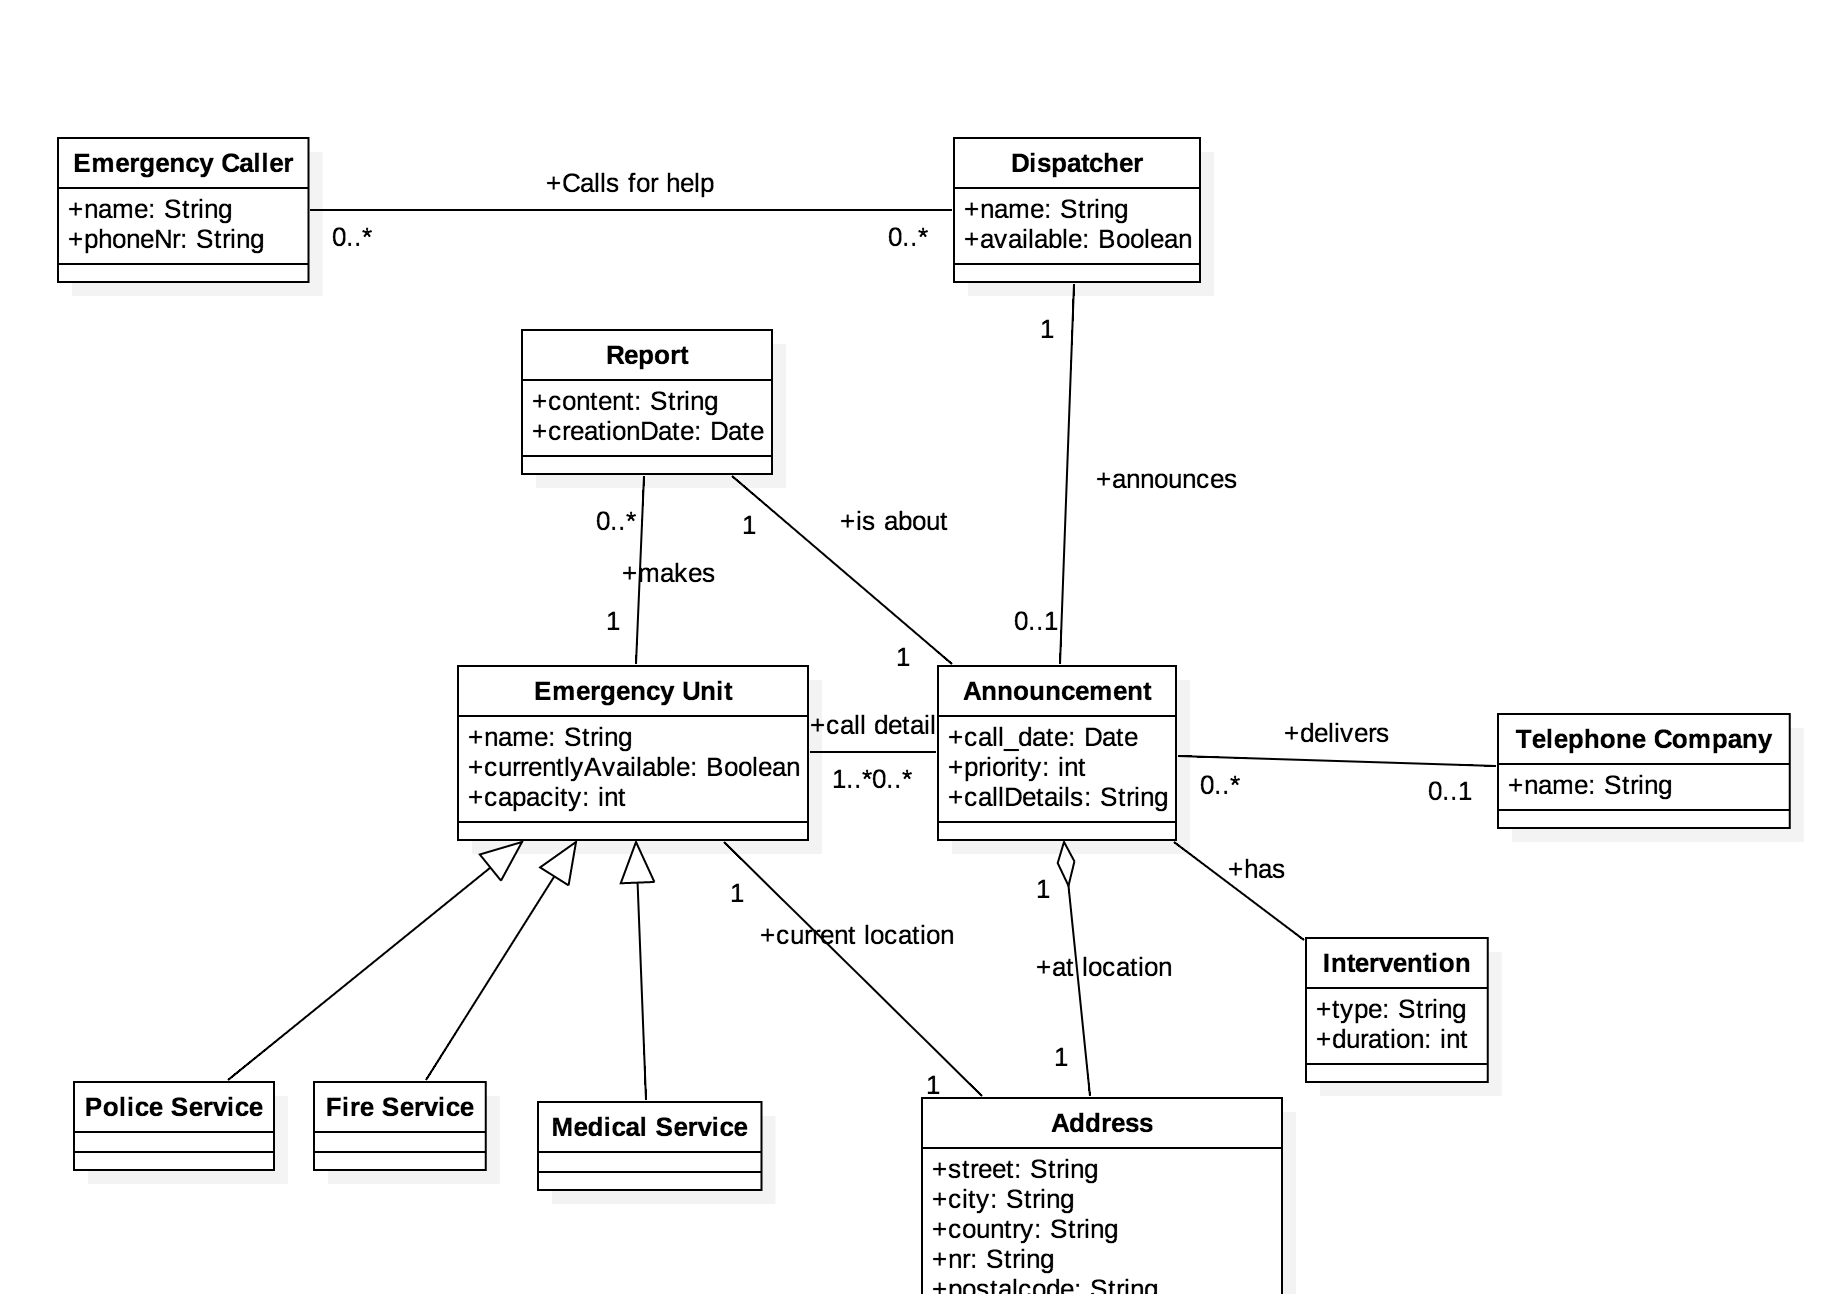 Emergency Caller
+name: String
+phoneNr: String
+Calls for help
0..*
0..*
Dispatcher
+name: String
+available: Boolean
1
+announces
0..1
Report
+content: String
+creationDate: Date
0..*
+makes
1
1
+is about
1
Emergency Unit
+name: String
+currentlyAvailable: Boolean
+capacity: int
+call detail
1..*0..*
Announcement
+call_date: Date
+priority: int
+callDetails: String
+delivers
0..*
0..1
Telephone Company
+name: String
+has
Intervention
+type: String
+duration: int
1
+current location
1
1
+at location
1
Police Service
Fire Service
Medical Service
Address
+street: String
+city: String
+country: String
+nr: String
+postalcode: String